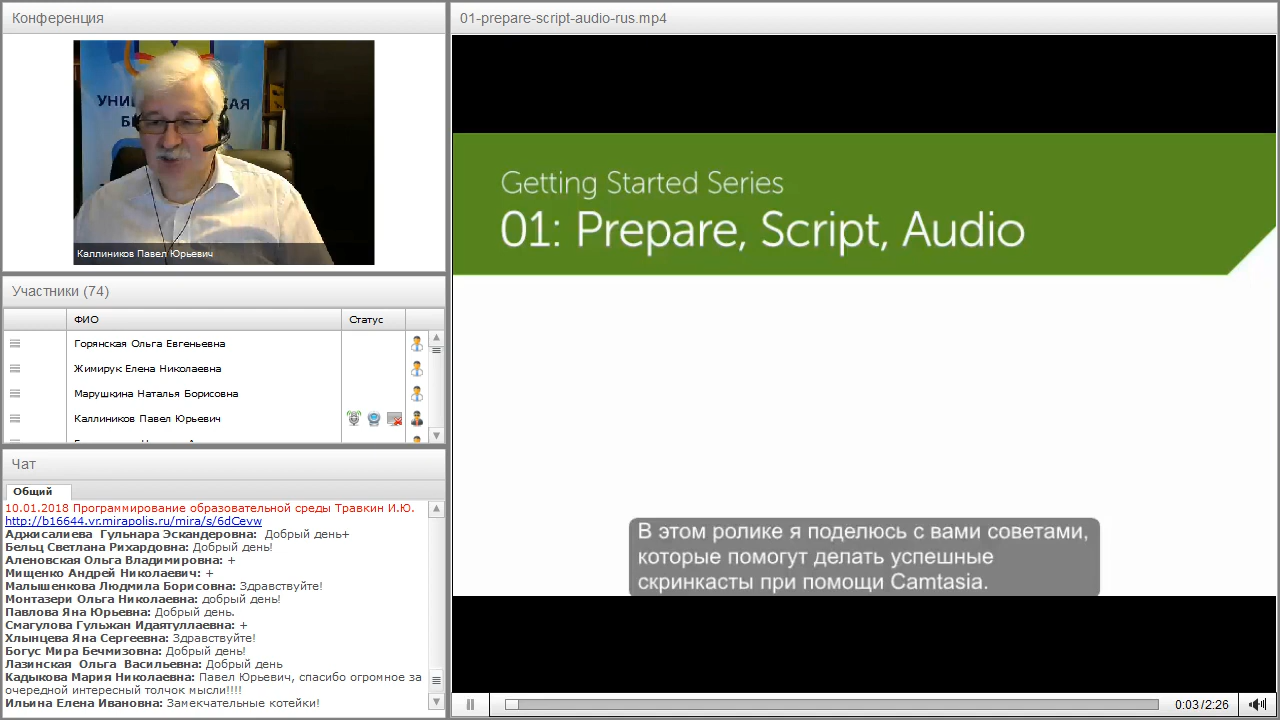 Конференция
УНИ
АЯ
Каллиников Павел Юрьевич
Участники (74)
ФИО
Статус
Горянская Ольга Евгеньевна
Жимирук Елена Николаевна
Марушкина Наталья Борисовна
Каллиников Павел Юрьевич
Чат
Общий
10.01.2018 Программирование образовательной среды Травкин И.Ю.
http://b16644.vr.mirapolis.ru/mira/s/6dCevw
Аджисалиева Гульнара Эскандеровна: Добрый день+
Бельц Светлана Рихардовна: Добрый день!
Аленовская Ольга Владимировна: +
Мищенко Андрей Николаевич: +
Малышенкова Людмила Борисовна: Здравствуйте!
Монтазери Ольга Николаевна: добрый день!
Павлова Яна Юрьевна: Добрый день.
Смагулова Гульжан Идаятуллаевна: +
Хлынцева Яна Сергеевна: Здравствуйте!
Богус Мира Бечмизовна: Добрый день!
Лазинская Ольга Васильевна: Добрый день
Кадыкова Мария Николаевна: Павел Юрьевич, спасибо огромное за
очередной интересный толчок мысли!!!!
Ильина Елена Ивановна: Замекчательные котейки!
01-prepare-script-audio-rus.mp4
Getting Started Series
01: Prepare, Script, Audio
В этом ролике я поделюсь с вами советами,
которые помогут делать успешные
скринкасты при помощи Camtasia.
0:03/2:26